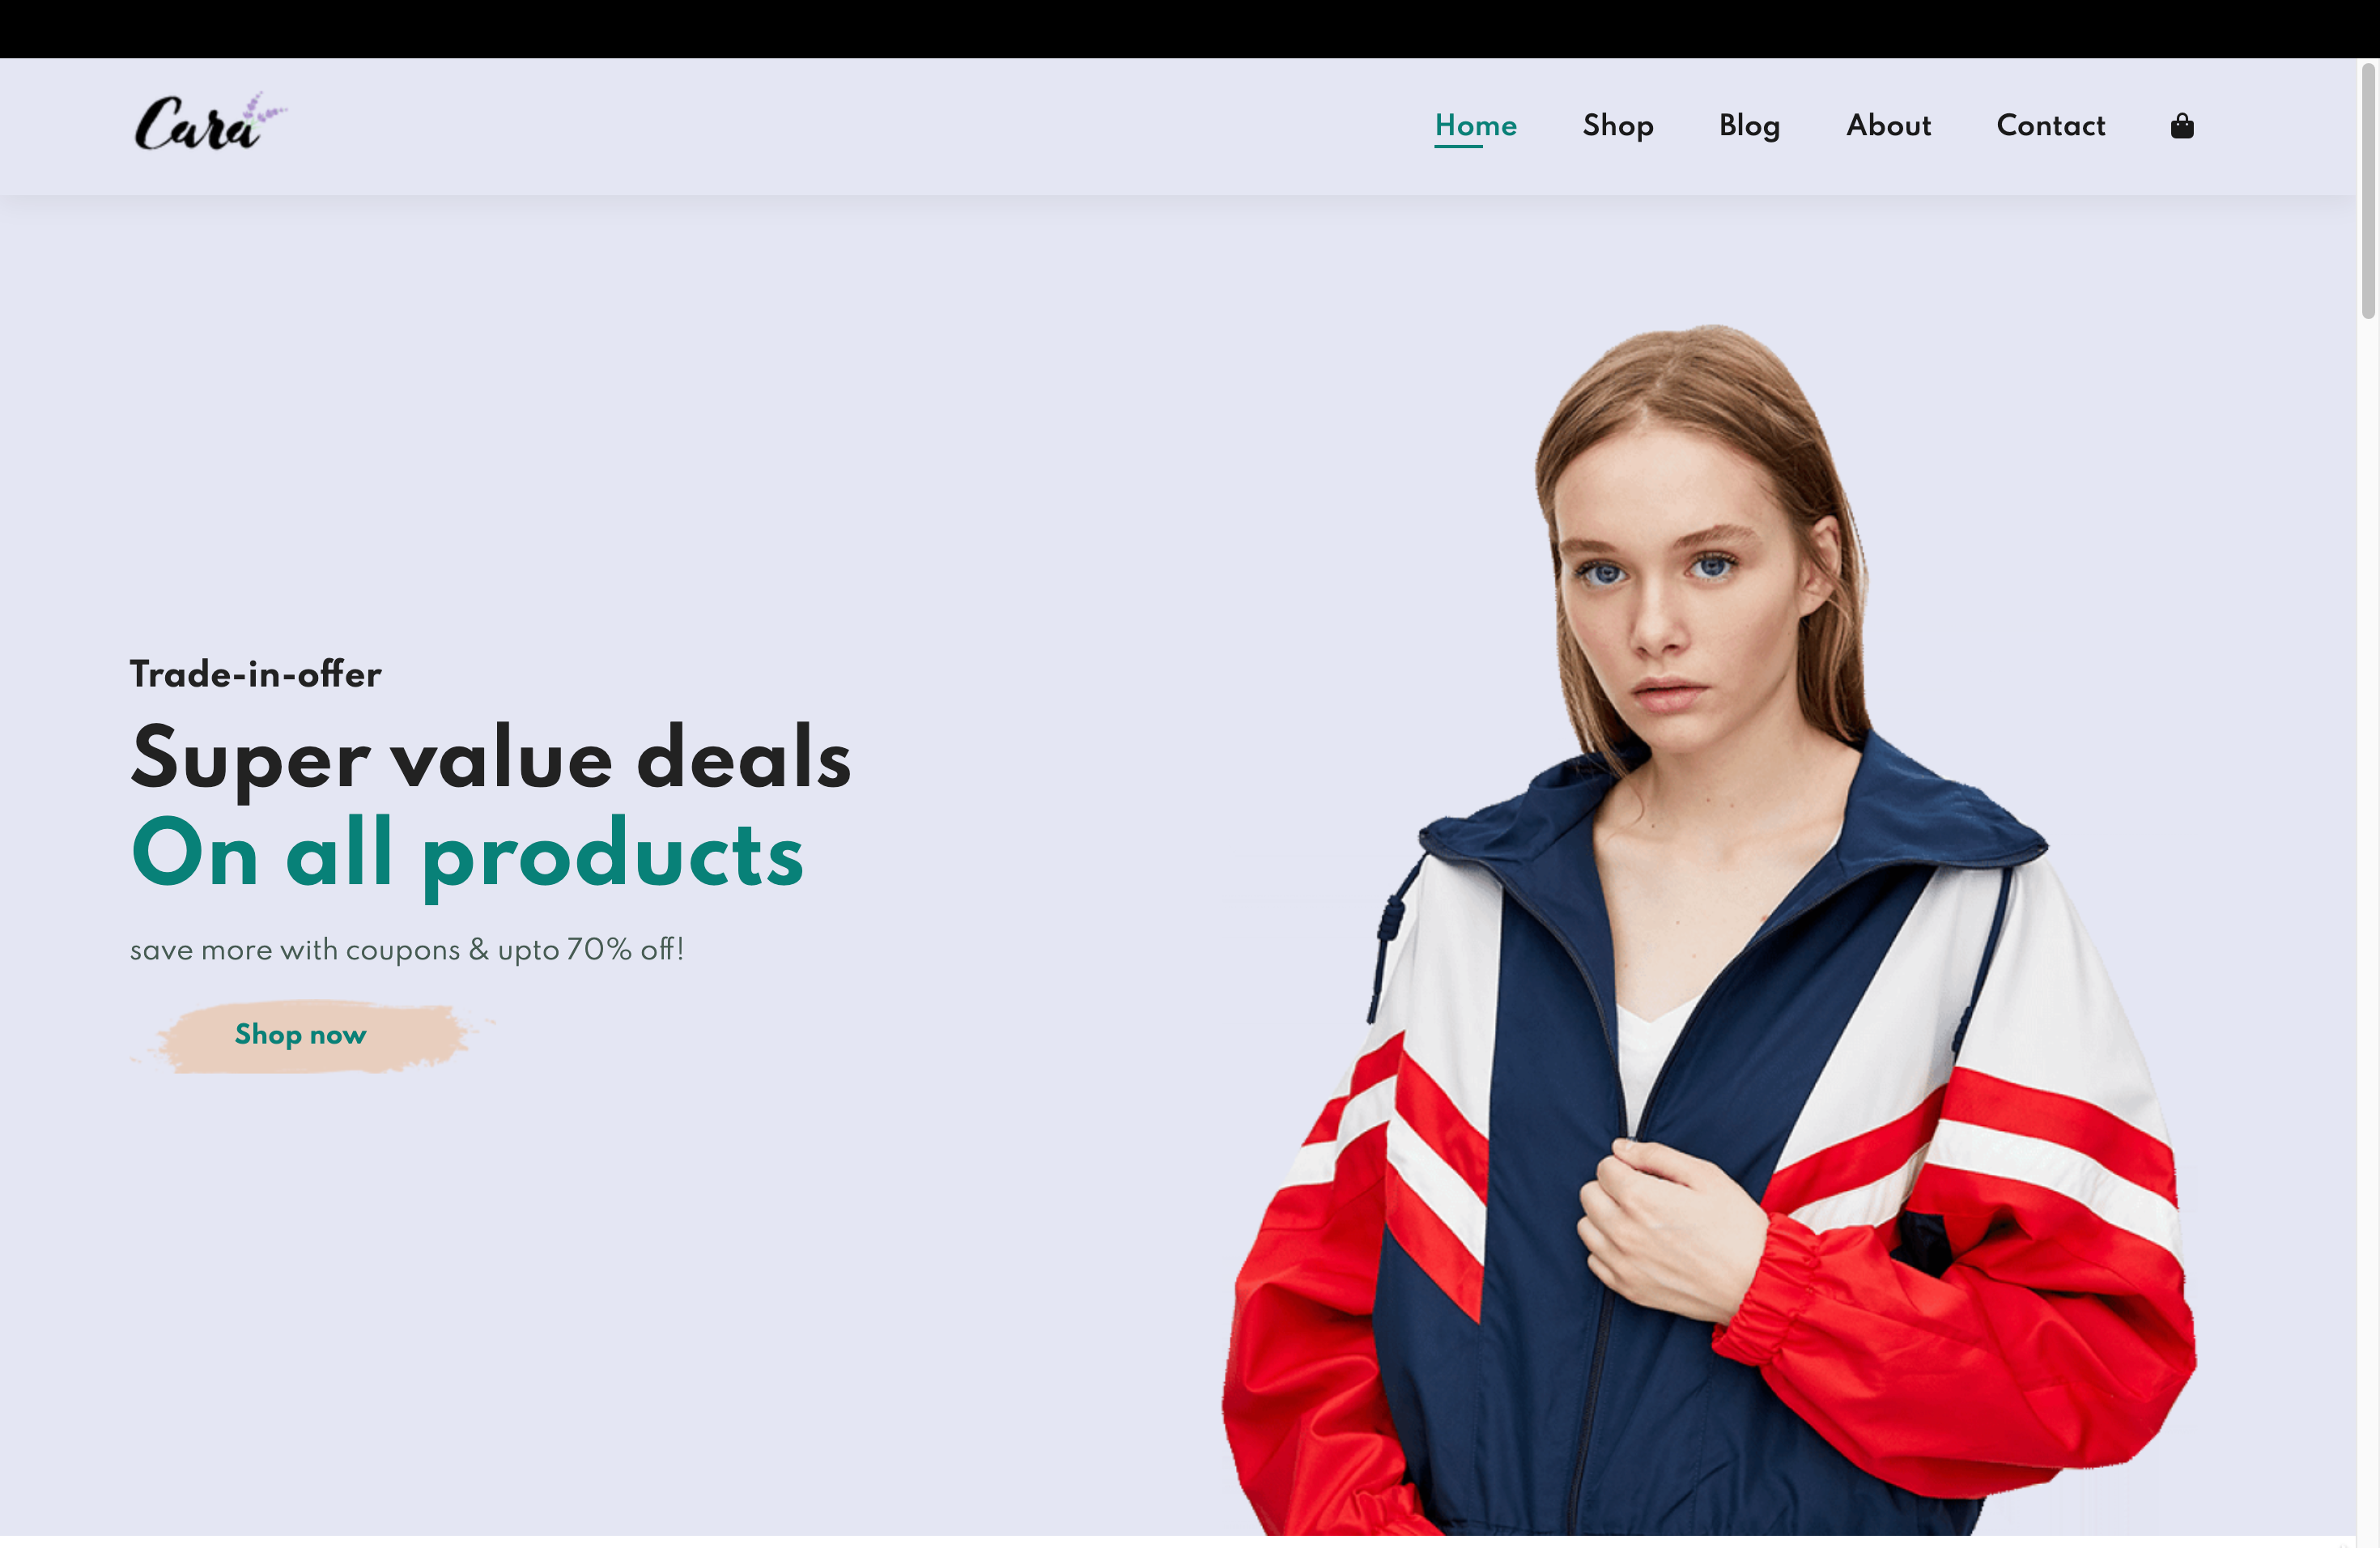 Cara
Home Shop Blog About Contact
Trade-in-offer
Super value deals
On all products
save more with coupons & upto 70% off!
Shop now